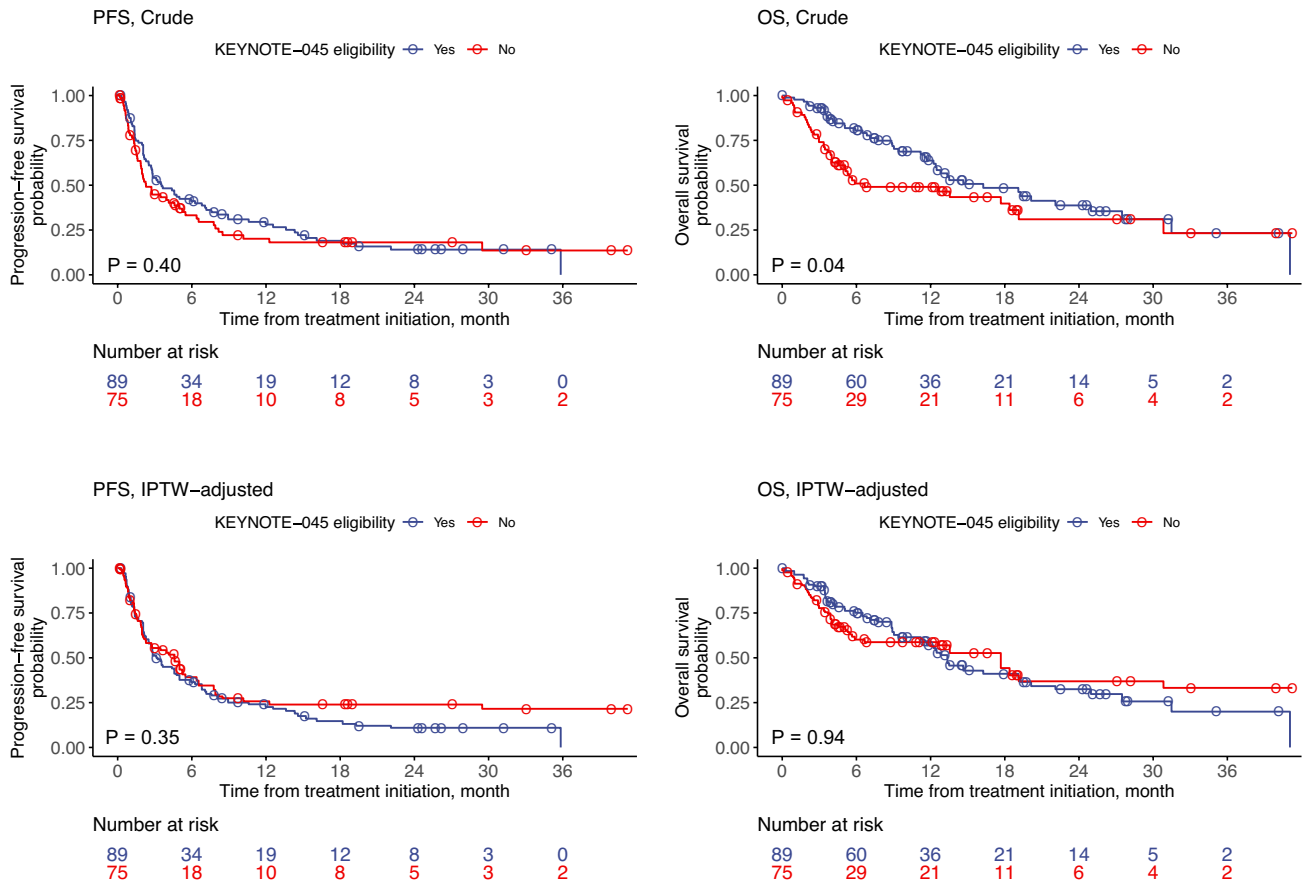 PFS, Crude
KEYNOTE−045 eligibility Yes No
Progression−free survival
probability
1.00
0.75
0.50
0.25
0.00
P = 0.40
0 6 12 18 24 30 36
Time from treatment initiation, month
Number at risk
89 34 19 12 8 3 0
75 18 10 8 5 3 2
OS, Crude
KEYNOTE−045 eligibility Yes No
Overall survival
probability
1.00
0.75
0.50
0.25
0.00
P = 0.04
0 6 12 18 24 30 36
Time from treatment initiation, month
Number at risk
89 60 36 21 14 5 2
75 29 21 11 6 4 2
PFS, IPTW−adjusted
KEYNOTE−045 eligibility Yes No
Progression−free survival
probability
1.00
0.75
0.50
0.25
0.00
P = 0.35
0 6 12 18 24 30 36
Time from treatment initiation, month
Number at risk
89 34 19 12 8 3 0
75 18 10 8 5 3 2
OS, IPTW−adjusted
KEYNOTE−045 eligibility Yes No
Overall survival
probability
1.00
0.75
0.50
0.25
0.00
P = 0.94
0 6 12 18 24 30 36
Time from treatment initiation, month
Number at risk
89 60 36 21 14 5 2
75 29 21 11 6 4 2